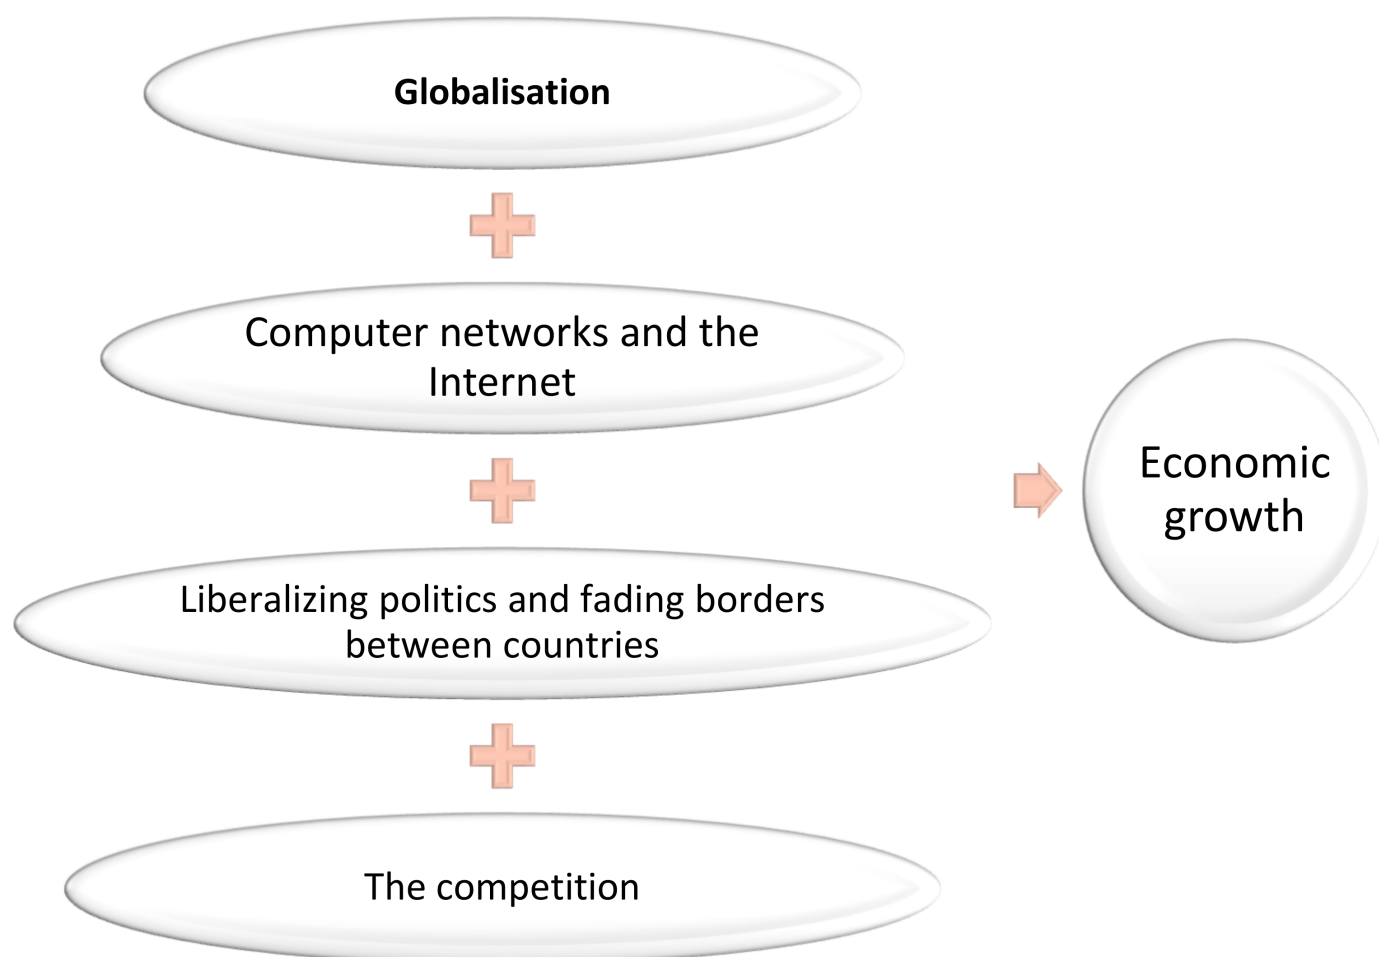 Globalisation
Computer networks and the
Internet
Liberalizing politics and fading borders
between countries
The competition
Economic
growth